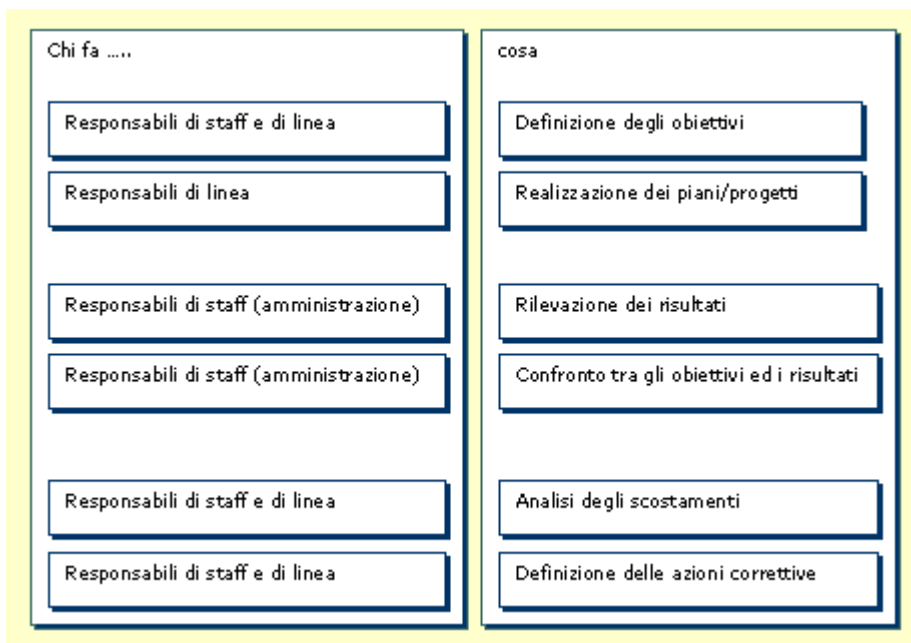 Chi fa .....
cosa
Responsabili di staff e di linea
Definizione degli obiettivi
Responsabili di linea
Realizzazione dei piani/progetti
Responsabili di staff (amministrazione)
Rilevazione dei risultati
Responsabili di staff (amministrazione)
Confronto tra gli obiettivi ed i risultati
Responsabili di staff e di linea
Analisi degli scostamenti
Responsabili di staff e di linea
Definizione delle azioni correttive